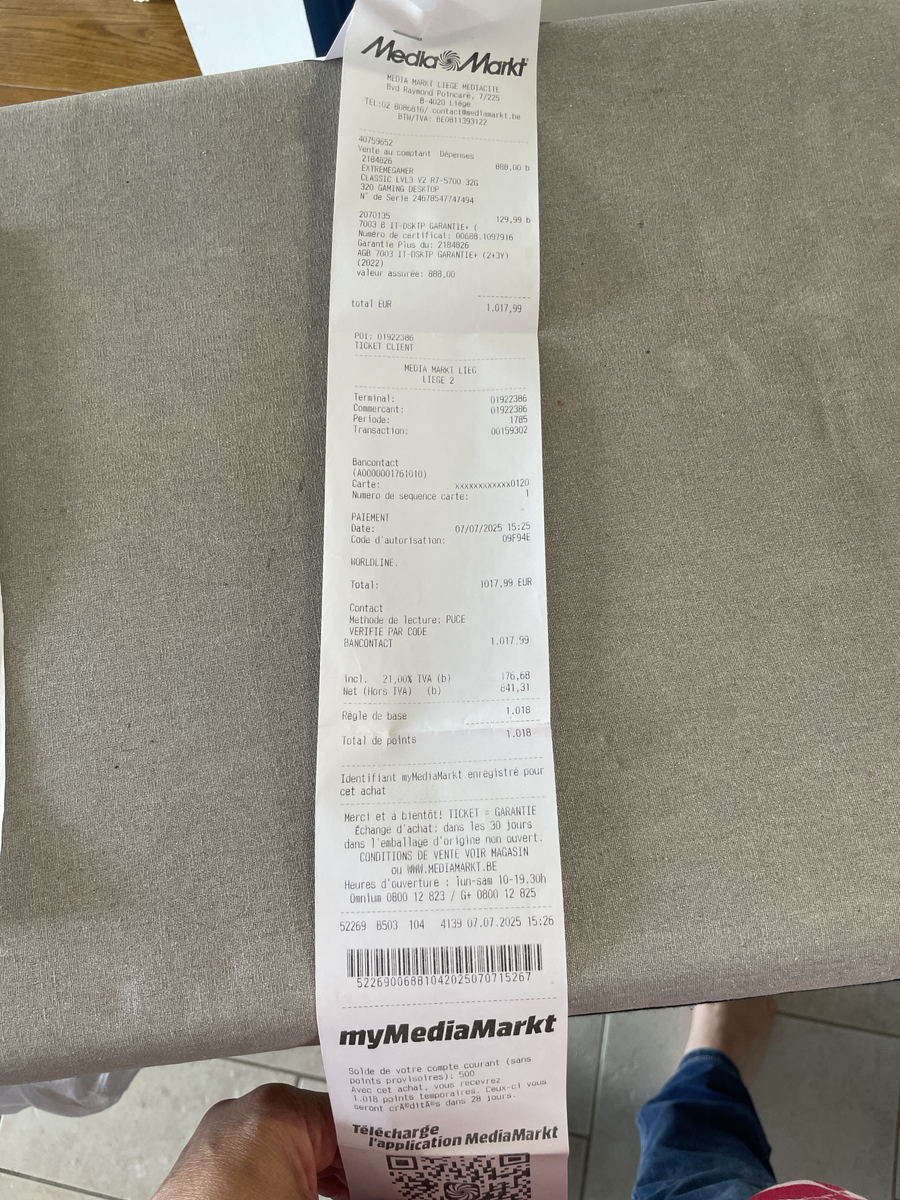 Media Markt
MEDIA MARKT LIEGE MEDIACITE
Bvd Raymond Poincaré, 7/225
B-4020 Liège
TEL:02 8086816/ contact@mediamarkt.be
BTW/TVA: BE0811393122
40759652
Vente au comptant Dépenses
2184826 888,00 b
EXTREMEGAMER
CLASSIC LVL3 V2 R7-5700 32G
320 GAMING DESKTOP
N° de Serie 24678547747494
2070135 129,99 b
7003 B IT-DSKTP GARANTIE+ (
Numéro de certificat: 00688.1097916
Garantie Plus du: 2184826
AGB 7003 IT-DSKTP GARANTIE+ (2+3Y)
(2022)
valeur assurée: 888,00
total EUR 1.017,99
POI: 01922386
TICKET CLIENT
MEDIA MARKT LIEG
LIEGE 2
Terminal: 01922386
Commercant: 01922386
Periode: 1785
Transaction: 00159302
Bancontact
(A0000001761010)
Carte: xxxxxxxxxxxx0120
Numero de sequence carte: 1
PAIEMENT
Date: 07/07/2025 15:25
Code d'autorisation: 09F94E
WORLDLINE.
Total: 1017,99 EUR
Contact
Methode de lecture: PUCE
VERIFIE PAR CODE
BANCONTACT 1.017,99
incl. 21,00% TVA (b) 176,68
Net (Hors TVA) (b) 841,31
Règle de base 1.018
Total de points 1.018
Identifiant myMediaMarkt enregistré pour
cet achat
Merci et à bientôt! TICKET = GARANTIE
Échange d'achat: dans les 30 jours
dans l'emballage d'origine non ouvert.
CONDITIONS DE VENTE VOIR MAGASIN
ou WWW.MEDIAMARKT.BE
Heures d'ouverture : lun-sam 10-19.30h
Omnium 0800 12 823 / G+ 0800 12 825
52269 B503 104 4139 07.07.2025 15:26
5226900688104202507071 5267
myMediaMarkt
Solde de votre compte courant (sans
points provisoires): 500
Avec cet achat, vous recevrez
1.018 points temporaires. Ceux-ci vous
seront crÃ©ditÃ©s dans 28 jours.
Télécharge
l'application MediaMarkt